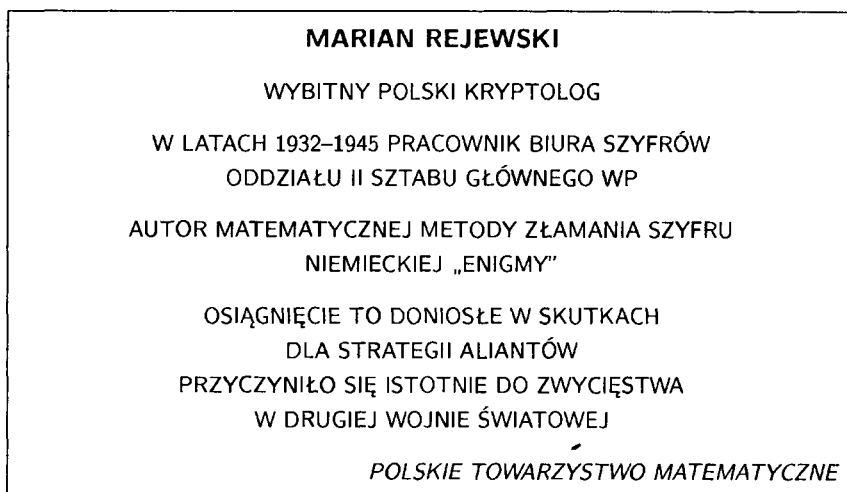 MARIAN REJEWSKI
WYBITNY POLSKI KRYPTOLOG
W LATACH 1932–1945 PRACOWNIK BIURA SZYFRÓW
ODDZIAŁU II SZTABU GŁÓWNEGO WP
AUTOR MATEMATYCZNEJ METODY ZŁAMANIA SZYFRU
NIEMIECKIEJ „ENIGMY”
OSIĄGNIĘCIE TO DONIOSŁE W SKUTKACH
DLA STRATEGII ALIANTÓW
PRZYCZYNIŁO SIĘ ISTOTNIE DO ZWYCIĘSTWA
W DRUGIEJ WOJNIE ŚWIATOWEJ
POLSKIE TOWARZYSTWO MATEMATYCZNE